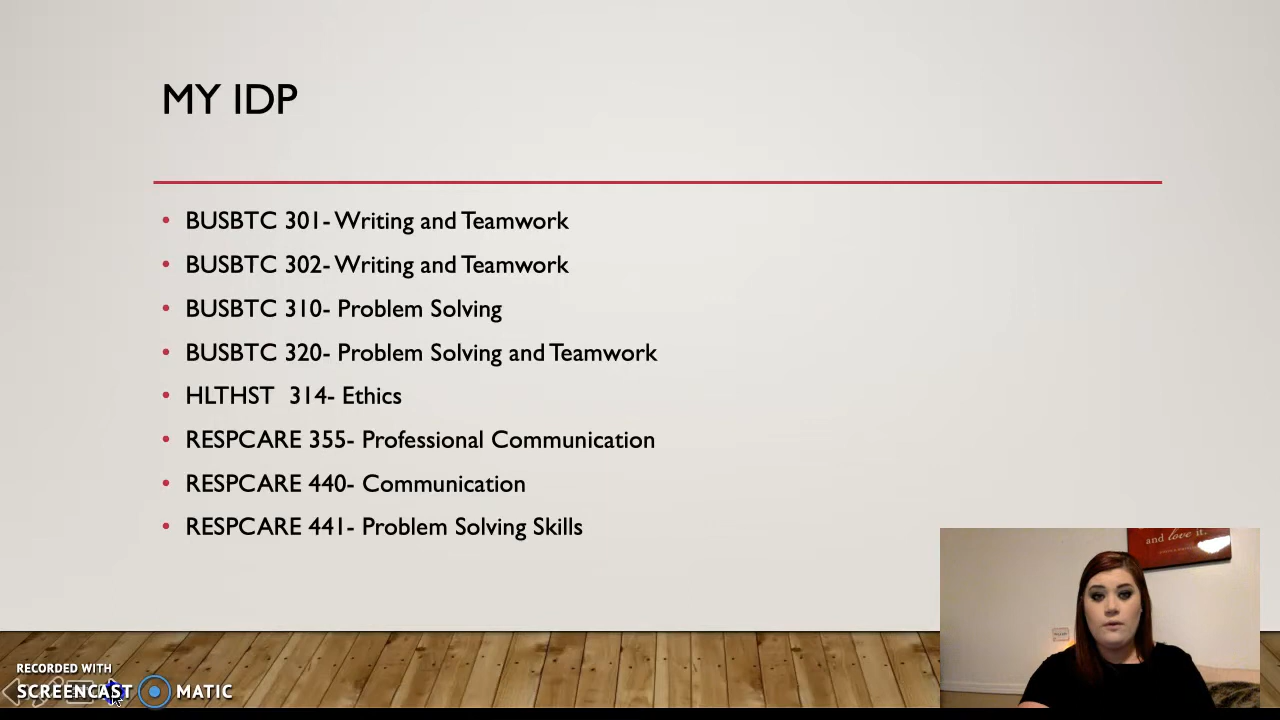 MY IDP
• BUSBTC 301- Writing and Teamwork
• BUSBTC 302- Writing and Teamwork
• BUSBTC 310- Problem Solving
• BUSBTC 320- Problem Solving and Teamwork
• HLTHST  314- Ethics
• RESPCARE 355- Professional Communication
• RESPCARE 440- Communication
• RESPCARE 441- Problem Solving Skills
and love it.
RECORDED WITH
SCREENCAST MATIC